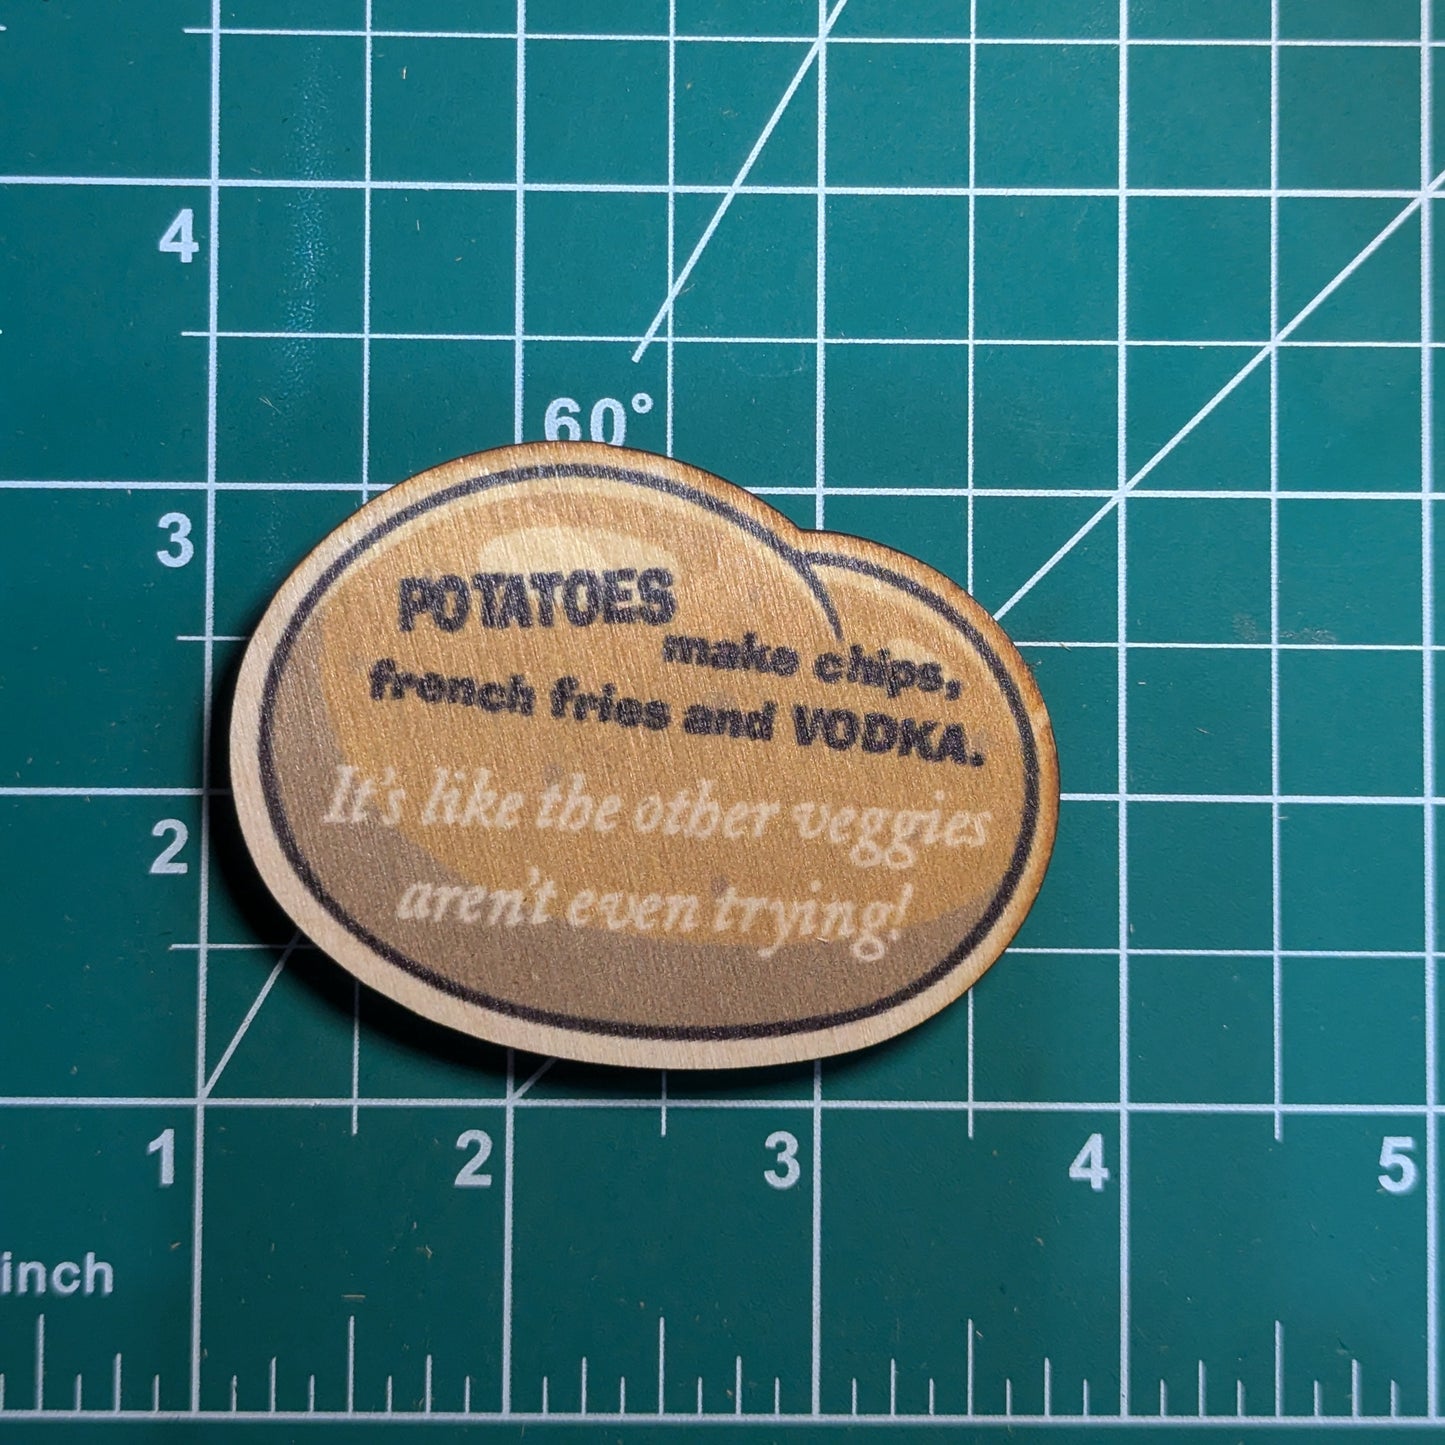 4
60°
3
POTATOES
make chips,
french fries and VODKA.
It's like the other veggies
aren't even trying!
2
1 2 3 4 5
inch